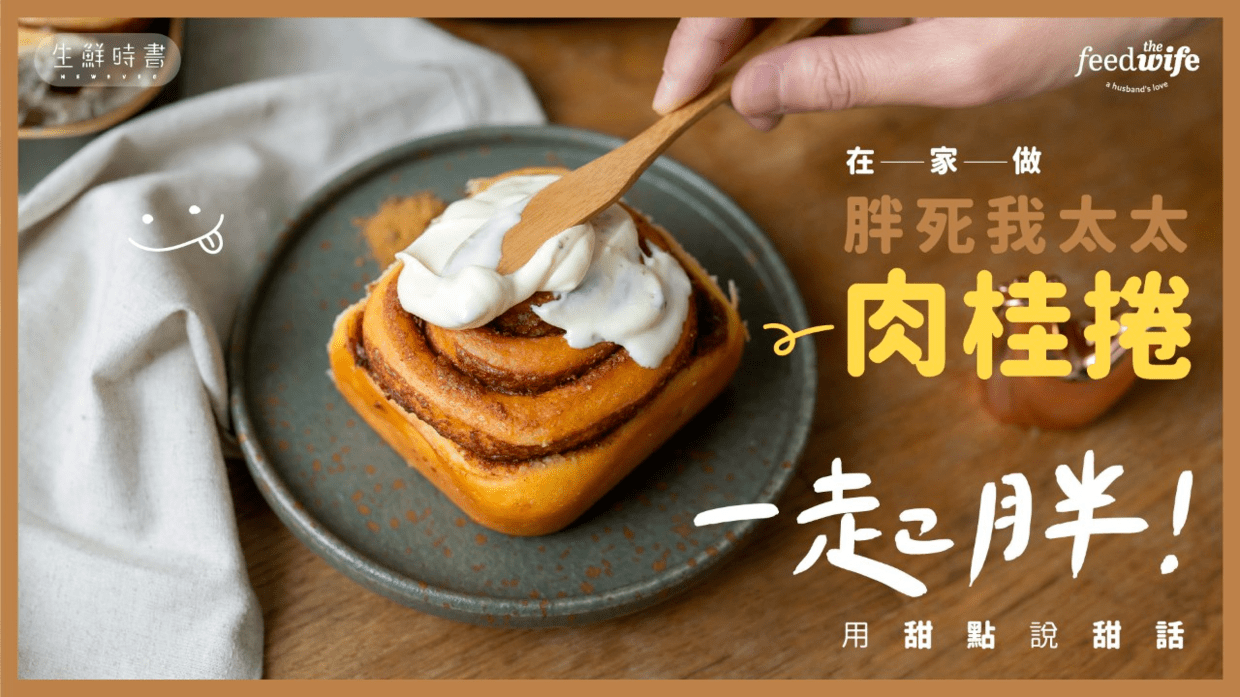 生鮮時書
NEWSVEG
the
feedwife
a husband's love
在家做
胖死我太太
肉桂捲
一起胖!
用甜點說甜話